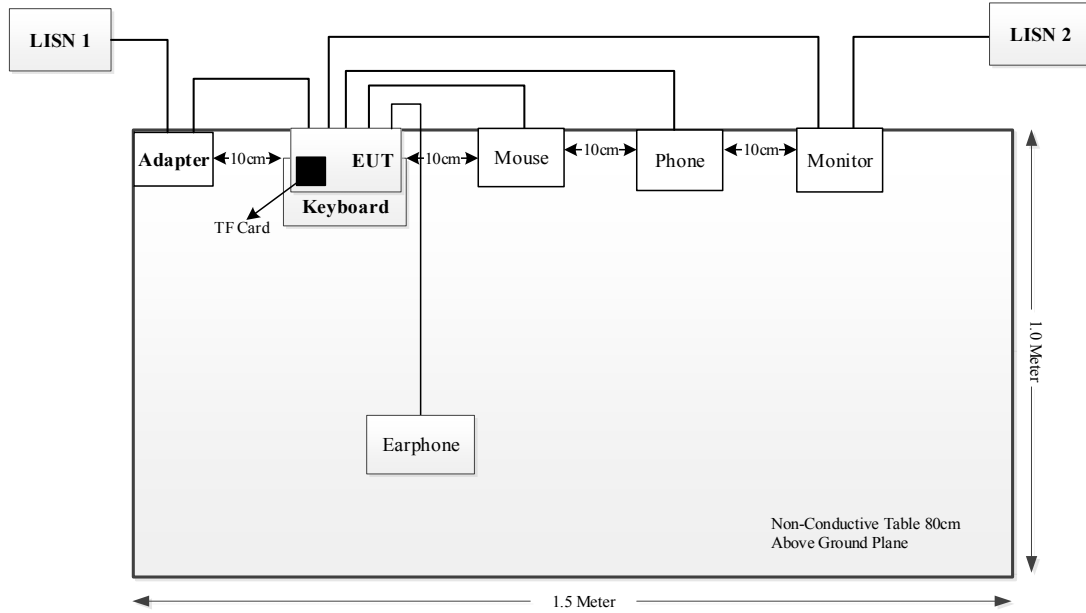 LISN 1
LISN 2
Adapter
10cm
EUT
10cm
Mouse
10cm
Phone
10cm
Monitor
Keyboard
TF Card
1.0 Meter
Earphone
Non-Conductive Table 80cm
Above Ground Plane
1.5 Meter